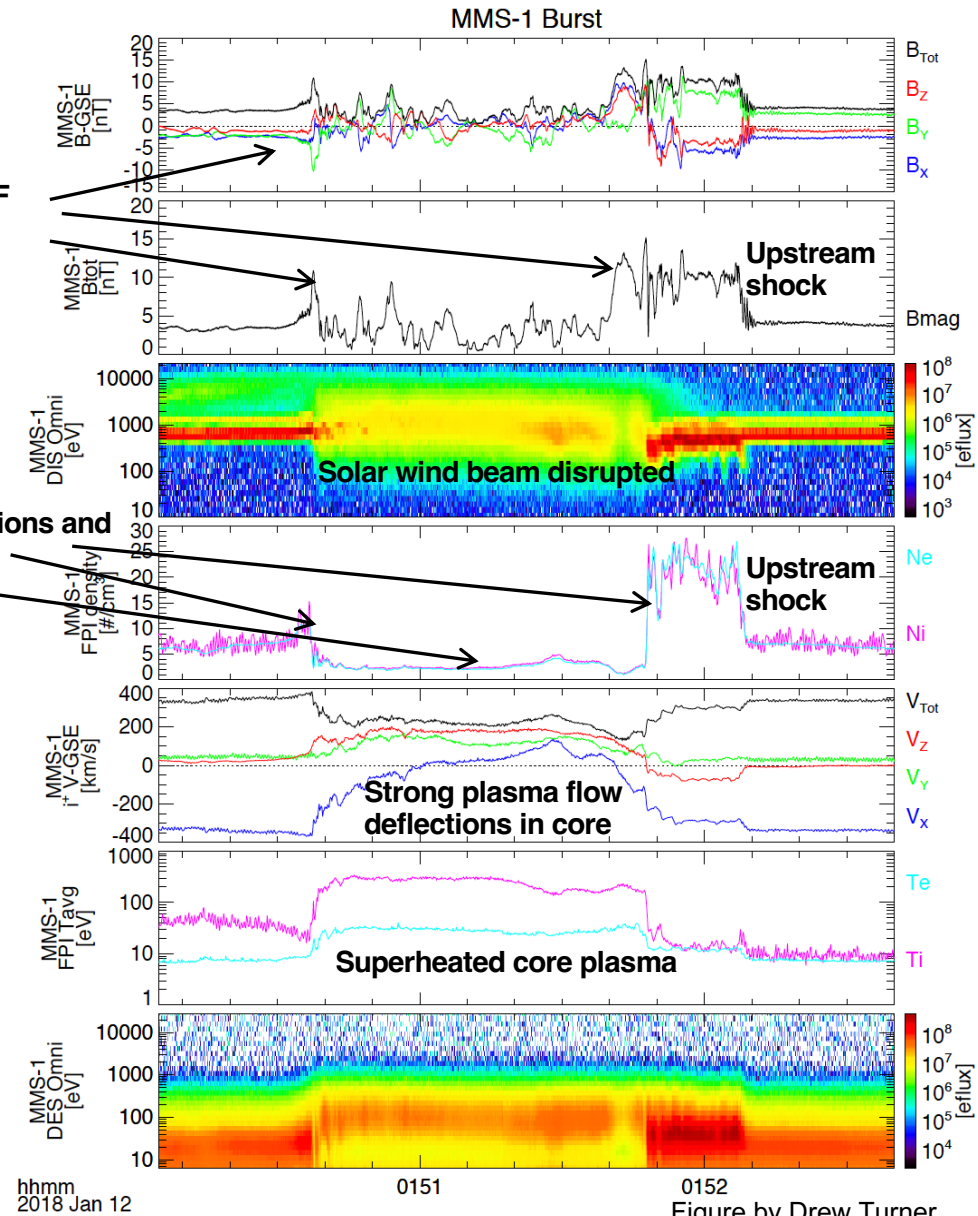 MMS-1 Burst
MMS-1
B-GSE
[nT]
20
15
10
5
0
-5
-10
-15
B_Tot
B_Z
B_Y
B_X
F
MMS-1
Btot
[nT]
20
15
10
5
0
Upstream
shock
Bmag
MMS-1
DIS Omni
[eV]
10000
1000
100
10
Solar wind beam disrupted
10^8
10^7
10^6
10^5
10^4
10^3
[eflux]
ions and
MMS-1
FPI density
[#/cm^3]
30
25
20
15
10
5
0
Upstream
shock
Ne
Ni
MMS-1
i^+ V-GSE
[km/s]
400
200
0
-200
-400
Strong plasma flow
deflections in core
V_Tot
V_Z
V_Y
V_X
MMS-1
FPI Tavg
[eV]
1000
100
10
1
Superheated core plasma
Te
Ti
MMS-1
DES Omni
[eV]
10000
1000
100
10
10^8
10^7
10^6
10^5
10^4
[eflux]
hhmm
2018 Jan 12
0151
0152
Figure by Drew Turner